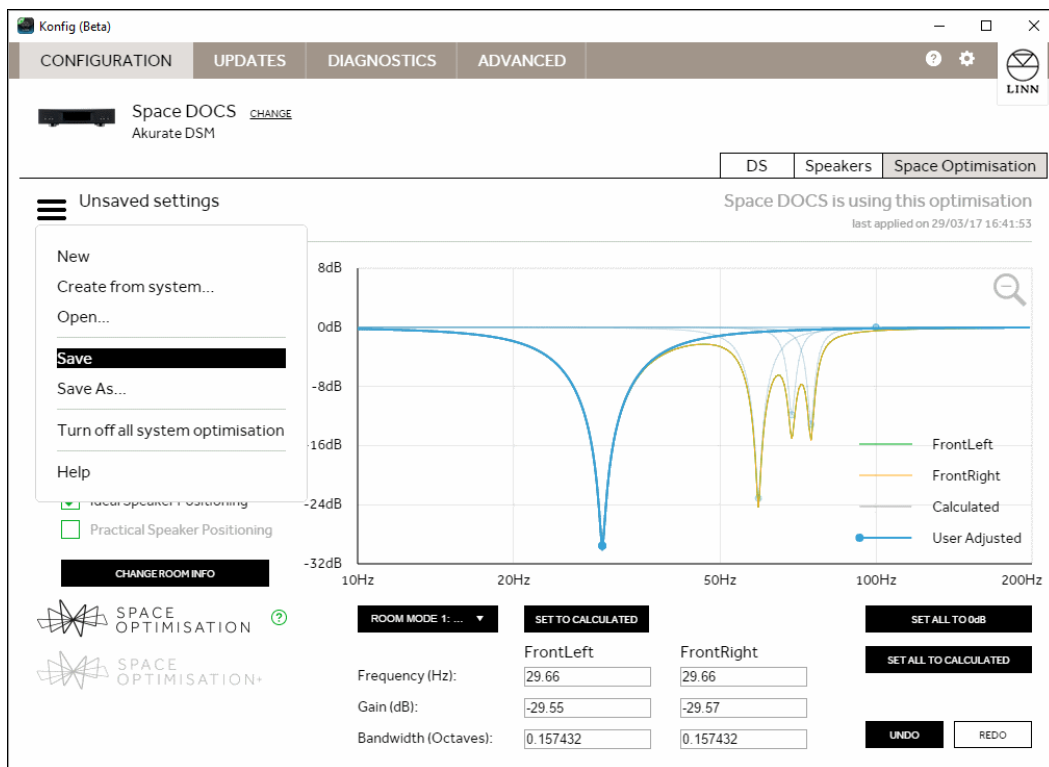 Konfig (Beta)
CONFIGURATION UPDATES DIAGNOSTICS ADVANCED
?
LINN
Space DOCS CHANGE
Akurate DSM
DS Speakers Space Optimisation
Unsaved settings
Space DOCS is using this optimisation
last applied on 29/03/17 16:41:53
New
Create from system...
Open...
Save
Save As...
Turn off all system optimisation
Help
Ideal Speaker Positioning
Practical Speaker Positioning
CHANGE ROOM INFO
SPACE
OPTIMISATION
?
SPACE
OPTIMISATION+
8dB
0dB
-8dB
-16dB
-24dB
-32dB
10Hz 20Hz 50Hz 100Hz 200Hz
FrontLeft
FrontRight
Calculated
User Adjusted
ROOM MODE 1: ... SET TO CALCULATED SET ALL TO 0dB
SET ALL TO CALCULATED
FrontLeft FrontRight
Frequency (Hz): 29.66 29.66
Gain (dB): -29.55 -29.57
Bandwidth (Octaves): 0.157432 0.157432
UNDO REDO